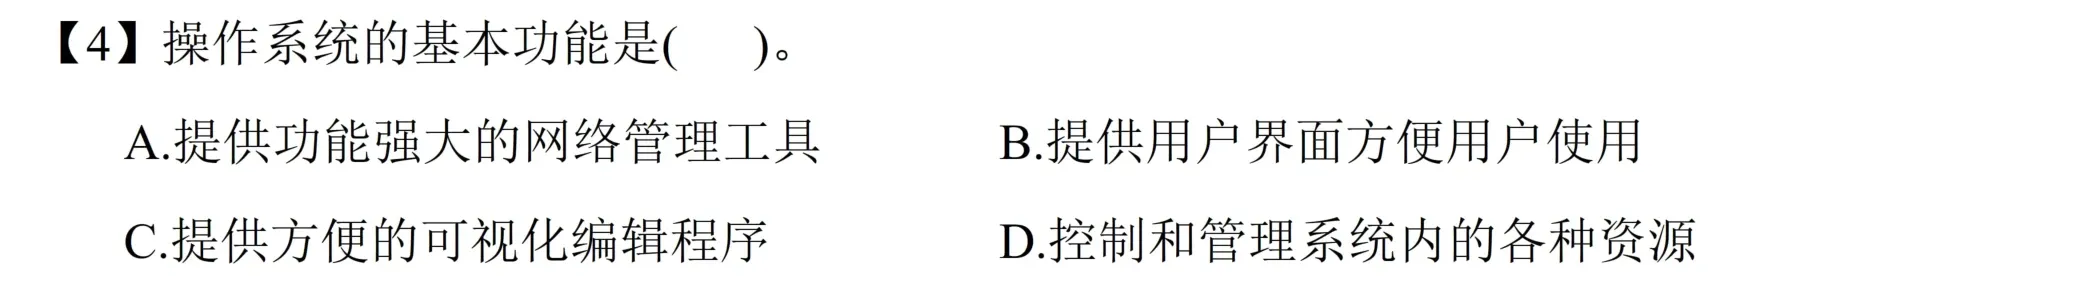 【4】操作系统的基本功能是(  )。
A.提供功能强大的网络管理工具 B.提供用户界面方便用户使用
C.提供方便的可视化编辑程序 D.控制和管理系统内的各种资源